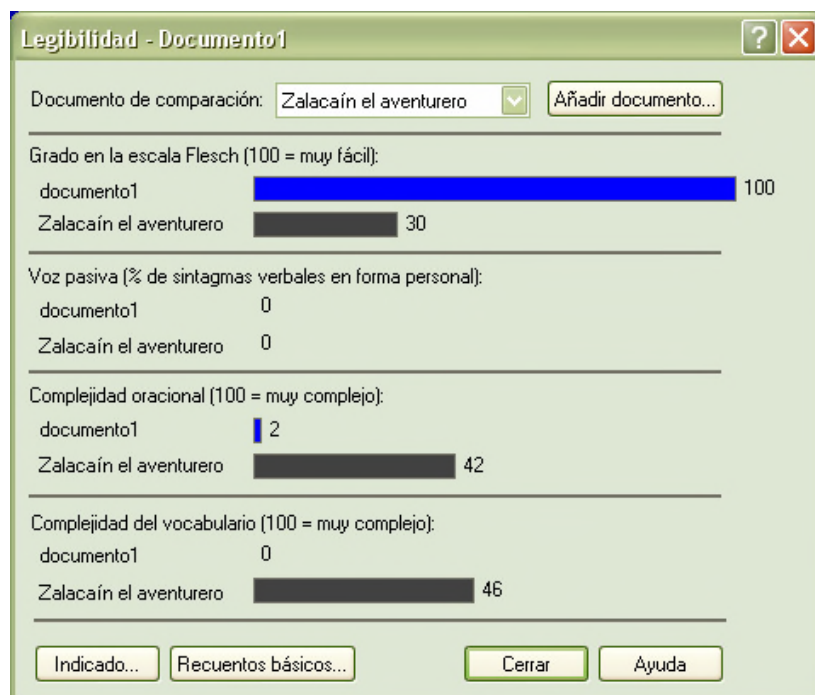 Legibilidad - Documento1
Documento de comparación: Zalacaín el aventurero Añadir documento...
Grado en la escala Flesch (100 = muy fácil):
documento1 100
Zalacaín el aventurero 30
Voz pasiva (% de sintagmas verbales en forma personal):
documento1 0
Zalacaín el aventurero 0
Complejidad oracional (100 = muy complejo):
documento1 2
Zalacaín el aventurero 42
Complejidad del vocabulario (100 = muy complejo):
documento1 0
Zalacaín el aventurero 46
Indicado... Recuentos básicos... Cerrar Ayuda